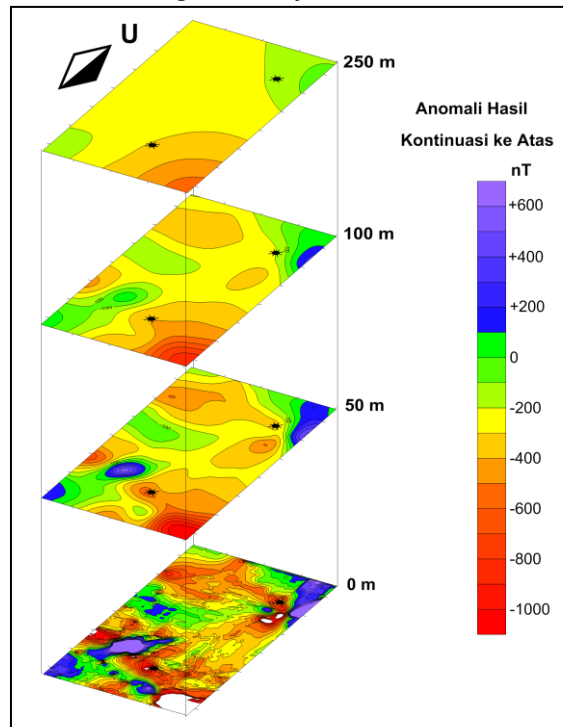 U
250 m
Anomali Hasil
Kontinuasi ke Atas
nT
+600
+400
+200
0
-200
-400
-600
-800
-1000
100 m
50 m
0 m